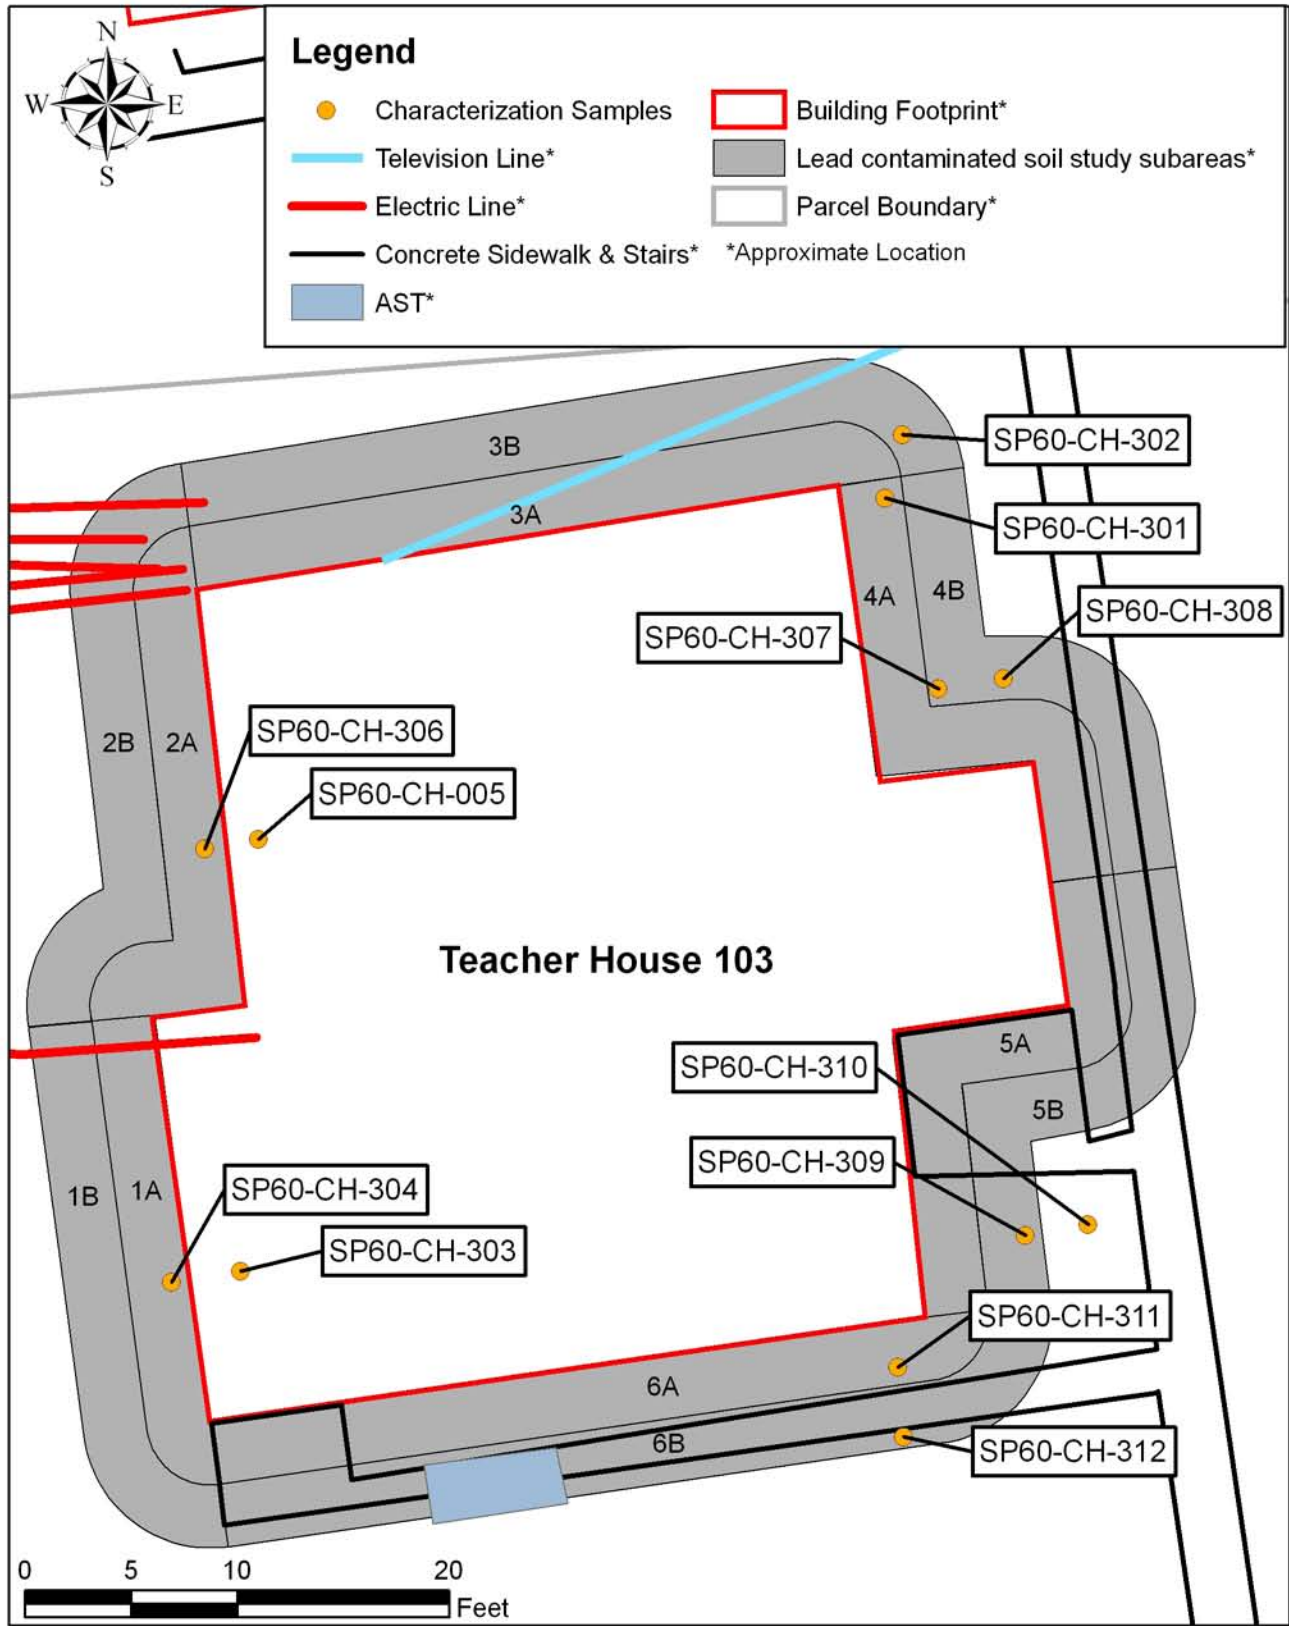 N
W E
S
Legend
Characterization Samples
Television Line*
Electric Line*
Concrete Sidewalk & Stairs*
AST*
Building Footprint*
Lead contaminated soil study subareas*
Parcel Boundary*
*Approximate Location
3B
SP60-CH-302
3A
SP60-CH-301
4A
4B
SP60-CH-308
SP60-CH-307
2B
2A
SP60-CH-306
SP60-CH-005
Teacher House 103
5A
SP60-CH-310
5B
SP60-CH-309
1B
1A
SP60-CH-304
SP60-CH-303
SP60-CH-311
6A
6B
SP60-CH-312
0 5 10 20
Feet